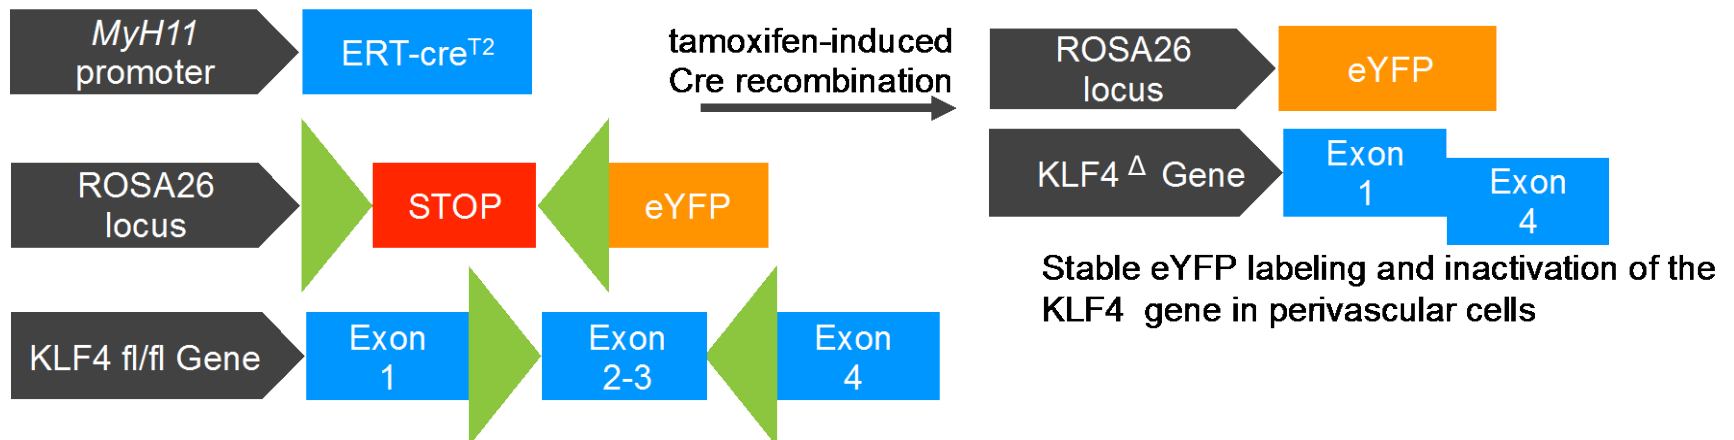 MyH11
promoter
ERT-cre^T2
ROSA26
locus
STOP
eYFP
KLF4 fl/fl Gene
Exon
1
Exon
2-3
Exon
4
tamoxifen-induced
Cre recombination
ROSA26
locus
eYFP
KLF4 Δ Gene
Exon
1
Exon
4
Stable eYFP labeling and inactivation of the
KLF4 gene in perivascular cells